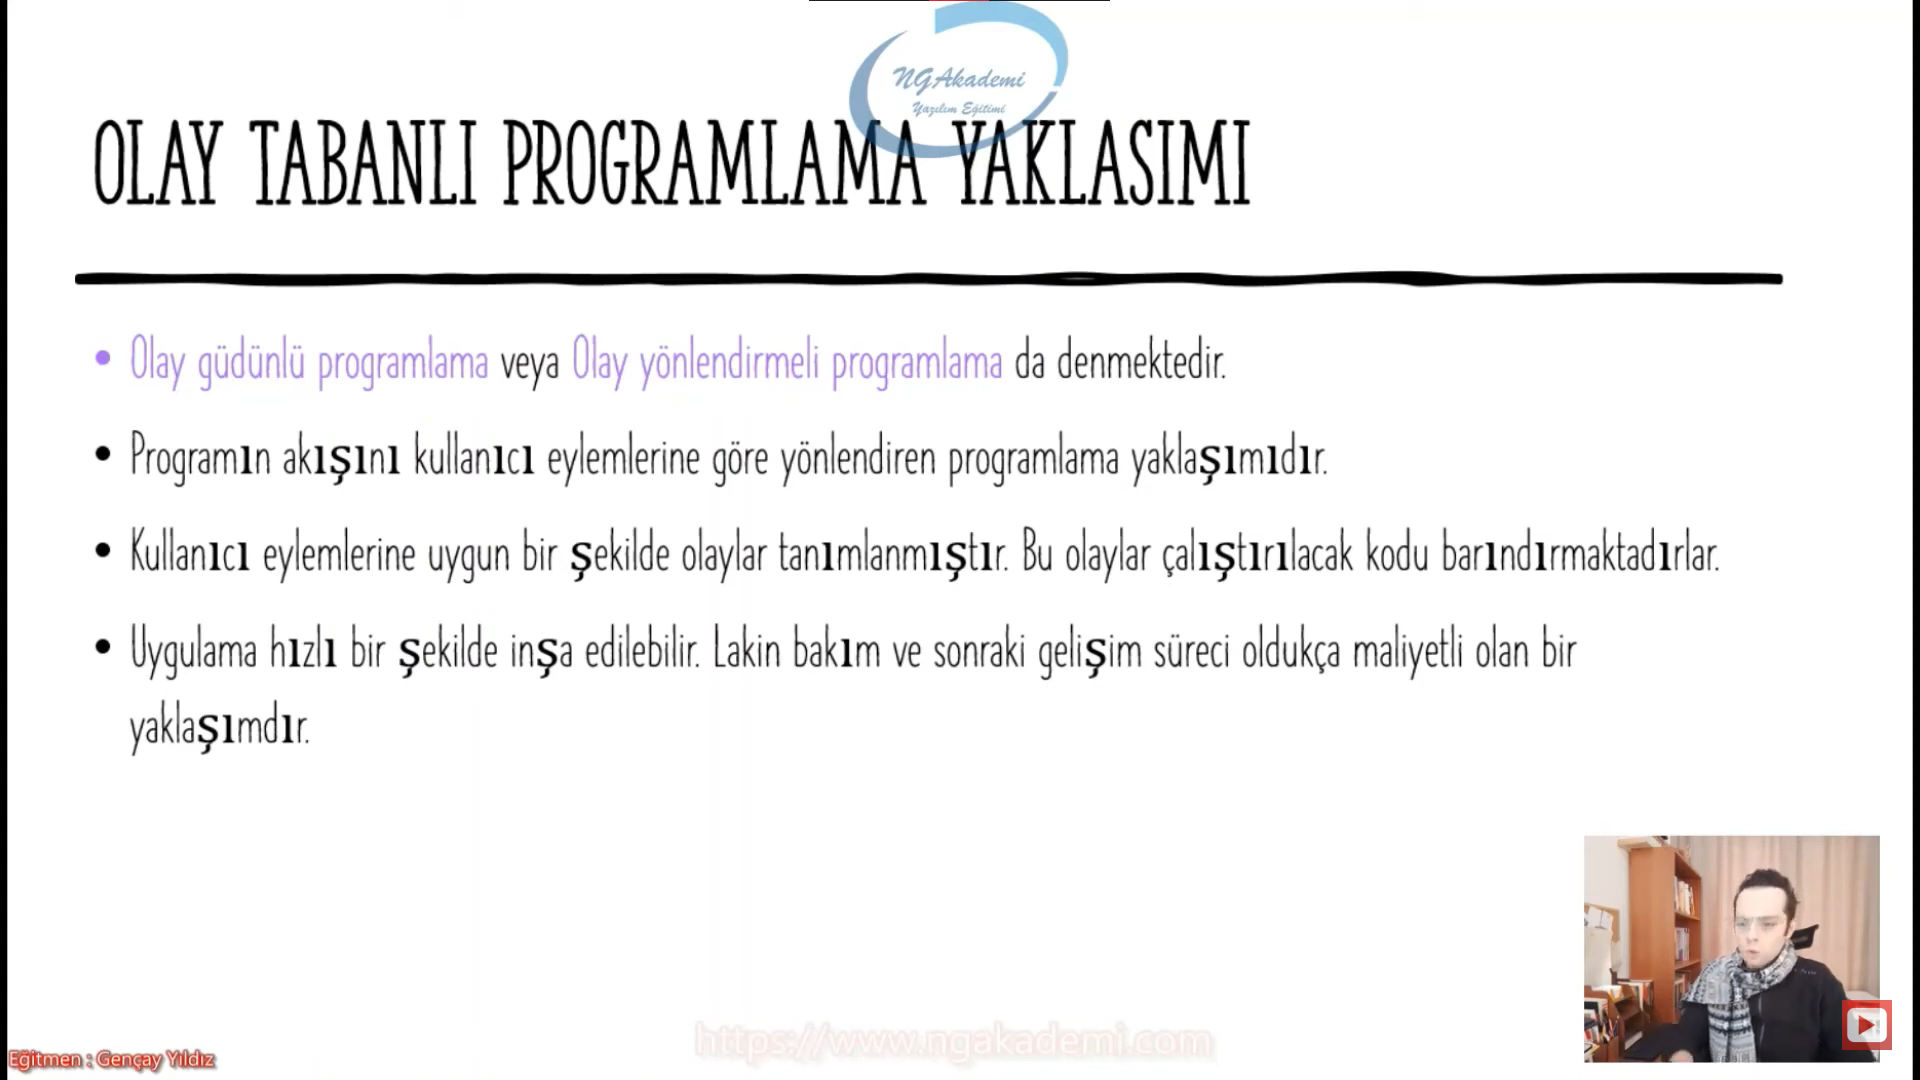 NGAkademi
Yazılım Eğitimi
OLAY TABANLI PROGRAMLAMA YAKLASIMI
• Olay güdünlü programlama veya Olay yönlendirmeli programlama da denmektedir.
• Programın akışını kullanıcı eylemlerine göre yönlendiren programlama yaklaşımıdır.
• Kullanıcı eylemlerine uygun bir şekilde olaylar tanımlanmıştır. Bu olaylar çalıştırılacak kodu barındırmaktadırlar.
• Uygulama hızlı bir şekilde inşa edilebilir. Lakin bakım ve sonraki gelişim süreci oldukça maliyetli olan bir
yaklaşımdır.
https://www.ngakademi.com
Eğitmen : Gençay Yıldız